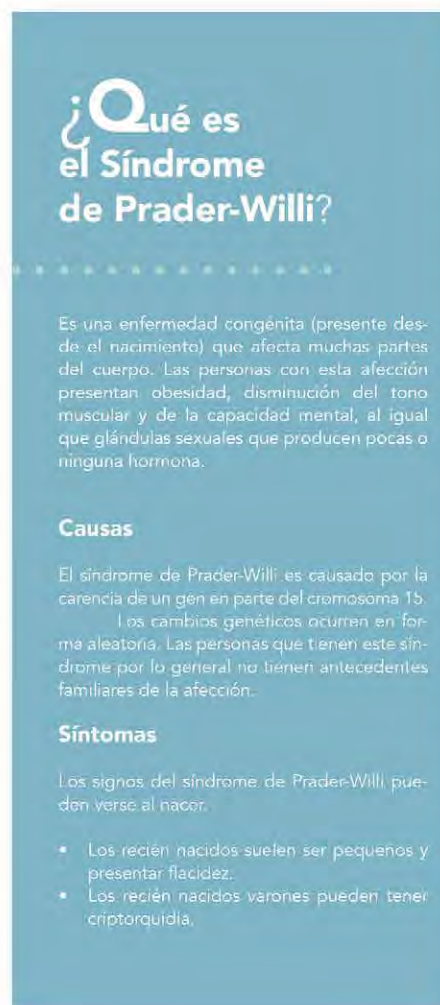 ¿Qué es
el Síndrome
de Prader-Willi?
Es una enfermedad congénita (presente des-
de el nacimiento) que afecta muchas partes
del cuerpo. Las personas con esta afección
presentan obesidad, disminución del tono
muscular y de la capacidad mental, al igual
que glándulas sexuales que producen pocas o
ninguna hormona.
Causas
El síndrome de Prader-Willi es causado por la
carencia de un gen en parte del cromosoma 15.
Los cambios genéticos ocurren en for-
ma aleatoria. Las personas que tienen este sín-
drome por lo general no tienen antecedentes
familiares de la afección.
Síntomas
Los signos del síndrome de Prader-Willi pue-
den verse al nacer.
• Los recién nacidos suelen ser pequeños y
presentar flacidez.
• Los recién nacidos varones pueden tener
criptorquidia.